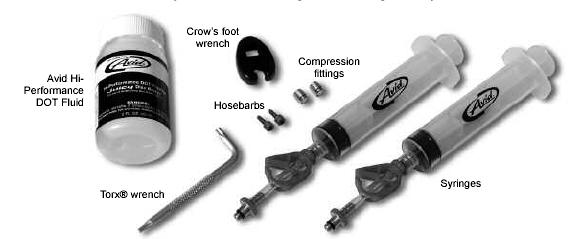 Crow's foot
wrench
Compression
fittings
Avid Hi-
Performance
DOT Fluid
Hosebarbs
Torx® wrench
Syringes
Avid
Avid
Avid